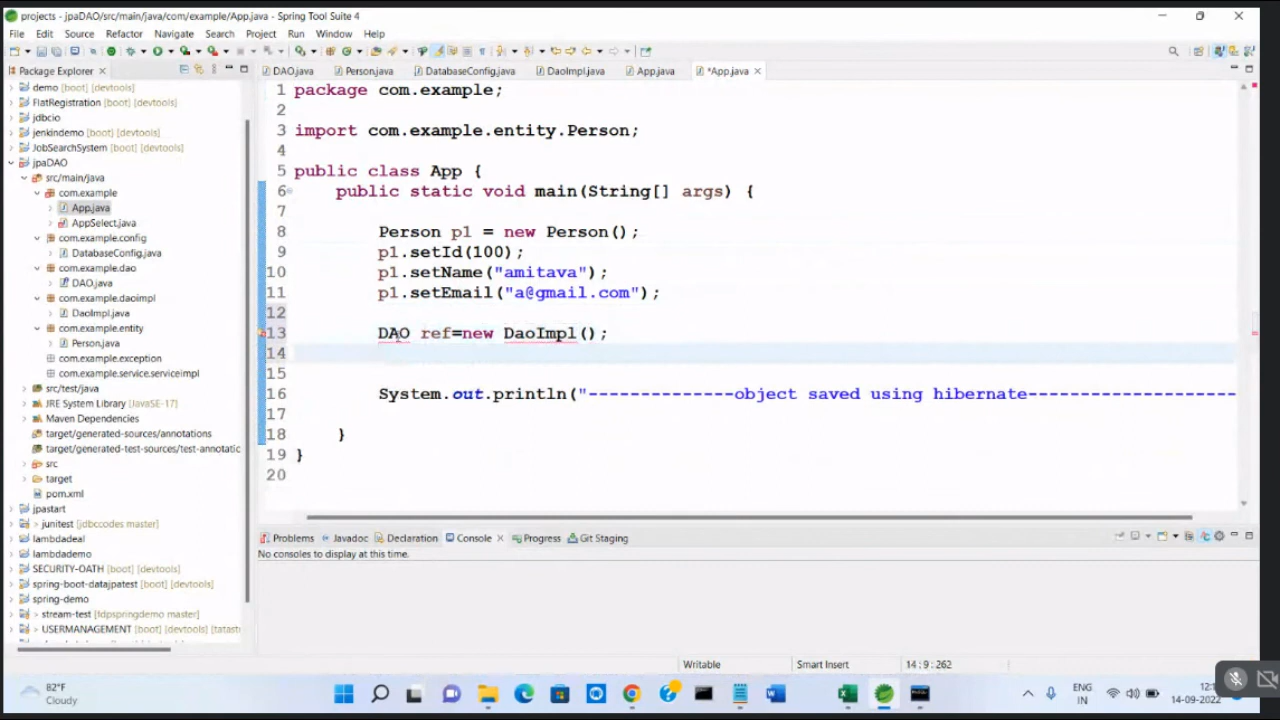 projects - jpaDAO/src/main/java/com/example/App.java - Spring Tool Suite 4
File Edit Source Refactor Navigate Search Project Run Window Help
Package Explorer
DAO.java Person.java DatabaseConfig.java DaoImpl.java App.java *App.java
demo [boot] [devtools]
FlatRegistration [boot] [devtools]
jdbcio
jenkindemo [boot] [devtools]
JobSearchSystem [boot] [devtools]
jpaDAO
src/main/java
com.example
App.java
AppSelect.java
com.example.config
DatabaseConfig.java
com.example.dao
DAO.java
com.example.daoimpl
DaoImpl.java
com.example.entity
Person.java
com.example.exception
com.example.service.serviceimpl
src/test/java
JRE System Library [JavaSE-17]
Maven Dependencies
target/generated-sources/annotations
target/generated-test-sources/test-annotatic
src
target
pom.xml
jpastart
> junitest [jdbccodes master]
lambdadeal
lambdademo
SECURITY-OATH [boot] [devtools]
spring-boot-datajpatest [boot] [devtools]
spring-demo
> stream-test [fdpspringdemo master]
> USERMANAGEMENT [boot] [devtools] [tatast
1 package com.example;
2
3 import com.example.entity.Person;
4
5 public class App {
6 public static void main(String[] args) {
7
8 Person p1 = new Person();
9 p1.setId(100);
10 p1.setName("amitava");
11 p1.setEmail("a@gmail.com");
12
13 DAO ref=new DaoImpl();
14
15
16 System.out.println("--------------object saved using hibernate--------------------
17
18 }
19 }
20
Problems Javadoc Declaration Console Progress Git Staging
No consoles to display at this time.
Writable Smart Insert 14 : 9 : 262
82°F
Cloudy
ENG
IN
14-09-2022